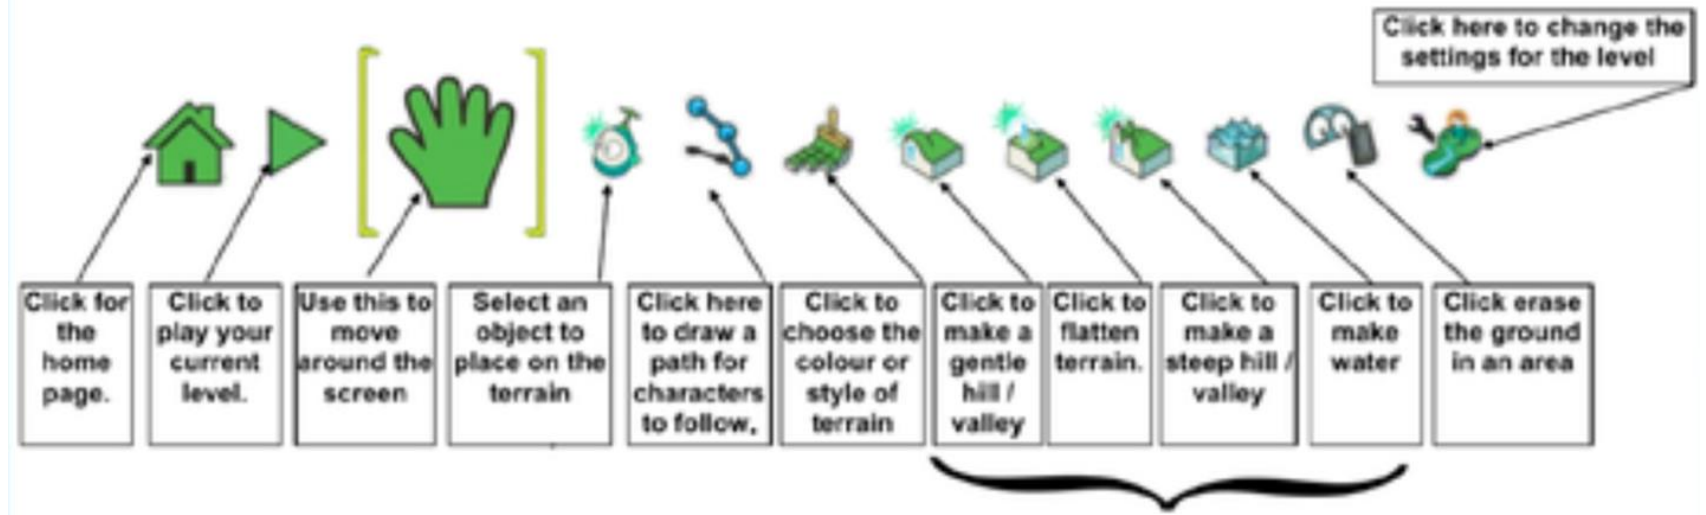 Click here to change the
settings for the level
Click for
the
home
page.
Click to
play your
current
level.
Use this to
move
around the
screen
Select an
object to
place on the
terrain
Click here
to draw a
path for
characters
to follow,
Click to
choose the
colour or
style of
terrain
Click to
make a
gentle
hill /
valley
Click to
flatten
terrain.
Click to
make a
steep hill /
valley
Click to
make
water
Click erase
the ground
in an area